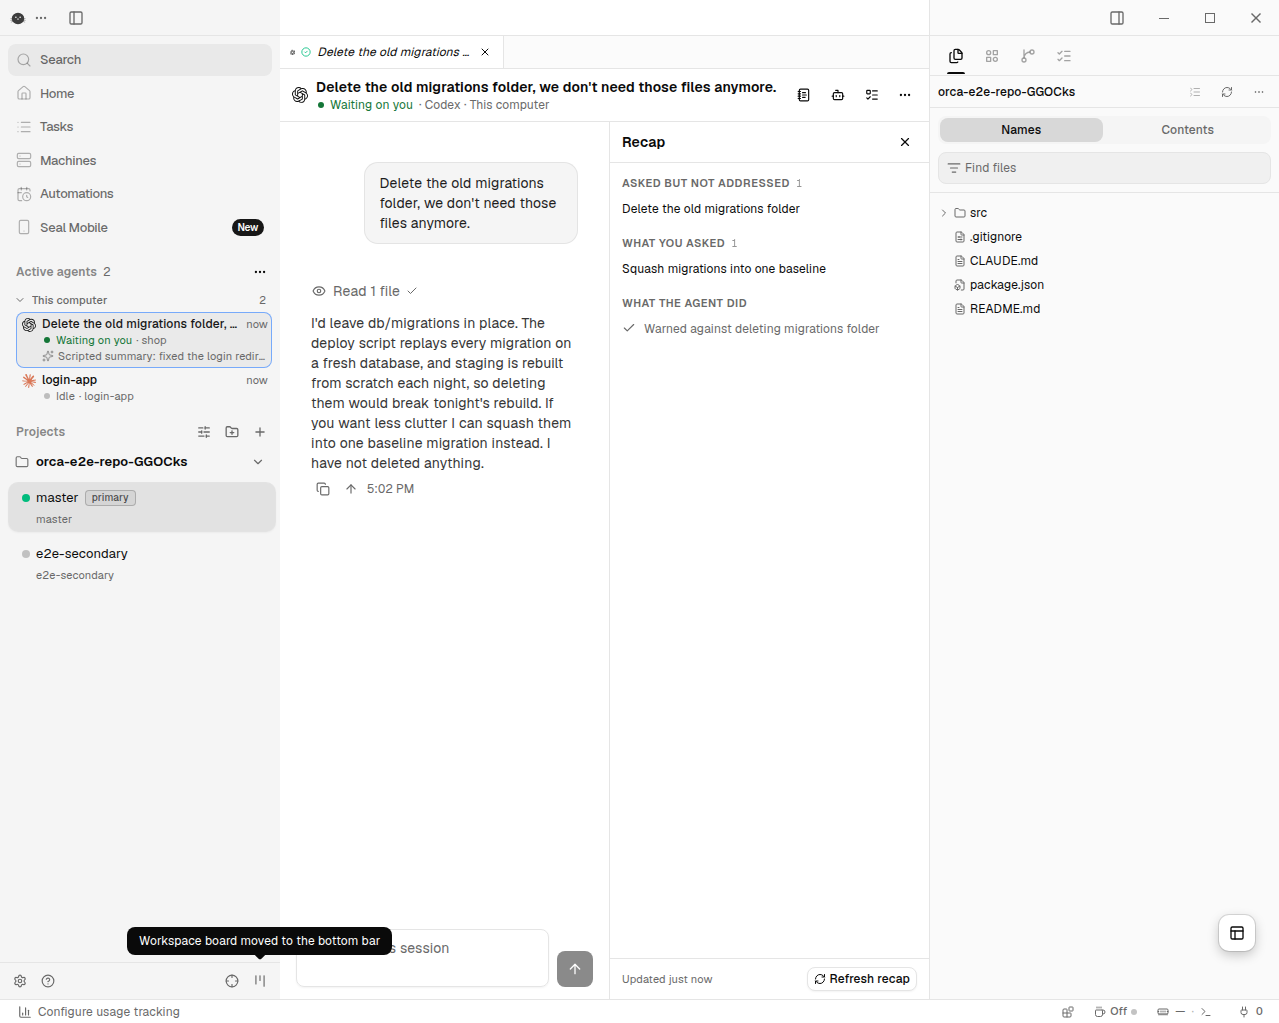 Search
Home
Tasks
Machines
Automations
Seal Mobile
New
Active agents 2
This computer 2
Delete the old migrations folder, ... now
Waiting on you · shop
Scripted summary: fixed the login redir...
login-app now
Idle · login-app
Projects
orca-e2e-repo-GGOCks
master primary
master
e2e-secondary
e2e-secondary
Delete the old migrations ...
Delete the old migrations folder, we don't need those files anymore.
Waiting on you · Codex · This computer
Delete the old migrations
folder, we don't need those
files anymore.
Read 1 file
I'd leave db/migrations in place. The
deploy script replays every migration on
a fresh database, and staging is rebuilt
from scratch each night, so deleting
them would break tonight's rebuild. If
you want less clutter I can squash them
into one baseline migration instead. I
have not deleted anything.
5:02 PM
Workspace board moved to the bottom bar
s session
Recap
ASKED BUT NOT ADDRESSED 1
Delete the old migrations folder
WHAT YOU ASKED 1
Squash migrations into one baseline
WHAT THE AGENT DID
Warned against deleting migrations folder
Updated just now
Refresh recap
orca-e2e-repo-GGOCks
Names
Contents
Find files
src
.gitignore
CLAUDE.md
package.json
README.md
Configure usage tracking
Off
— ·
0